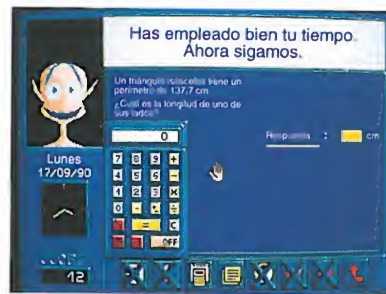 Has empleado bien tu tiempo.
Ahora sigamos.
Un triángulo isósceles tiene un
perímetro de 137,7 cm
¿Cuál es la longitud de uno de
sus lados?
0
Respuesta : cm
7 8 9 +
4 5 6 -
1 2 3 X
0 - ÷
= C
OFF
Lunes
17/09/90
12